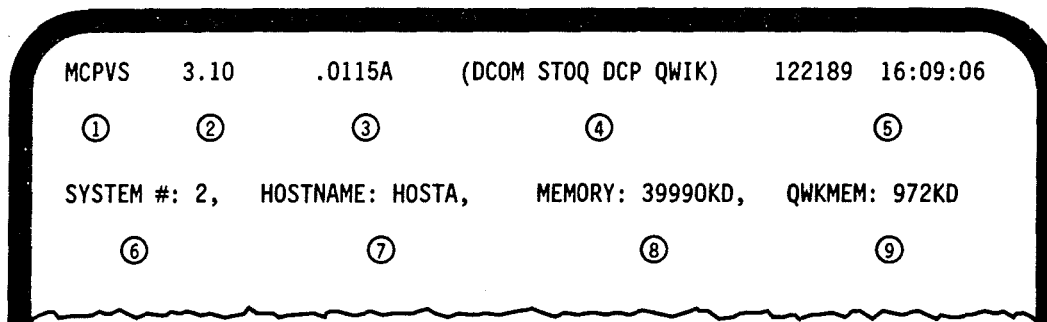 MCPVS 3.10 .0115A (DCOM STOQ DCP QWIK) 122189 16:09:06
① ② ③ ④ ⑤
SYSTEM #: 2, HOSTNAME: HOSTA, MEMORY: 39990KD, QWKMEM: 972KD
⑥ ⑦ ⑧ ⑨